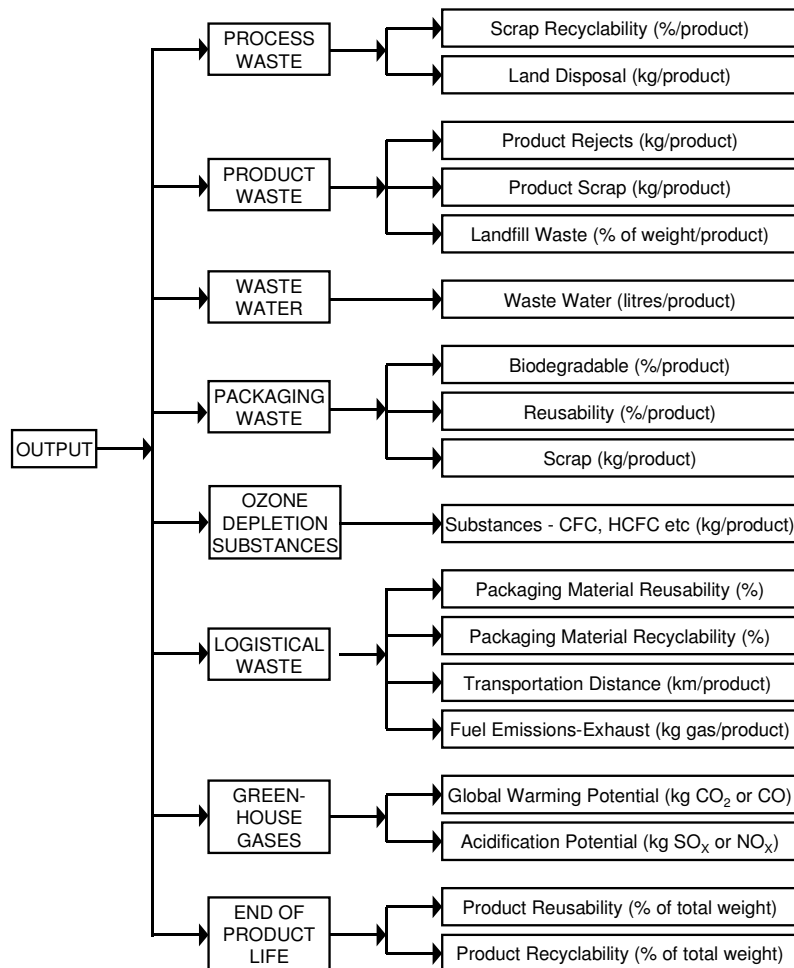 OUTPUT
PROCESS
WASTE
Scrap Recyclability (%/product)
Land Disposal (kg/product)
PRODUCT
WASTE
Product Rejects (kg/product)
Product Scrap (kg/product)
Landfill Waste (% of weight/product)
WASTE
WATER
Waste Water (litres/product)
PACKAGING
WASTE
Biodegradable (%/product)
Reusability (%/product)
Scrap (kg/product)
OZONE
DEPLETION
SUBSTANCES
Substances - CFC, HCFC etc (kg/product)
LOGISTICAL
WASTE
Packaging Material Reusability (%)
Packaging Material Recyclability (%)
Transportation Distance (km/product)
Fuel Emissions-Exhaust (kg gas/product)
GREEN-
HOUSE
GASES
Global Warming Potential (kg CO₂ or CO)
Acidification Potential (kg SOₓ or NOₓ)
END OF
PRODUCT
LIFE
Product Reusability (% of total weight)
Product Recyclability (% of total weight)